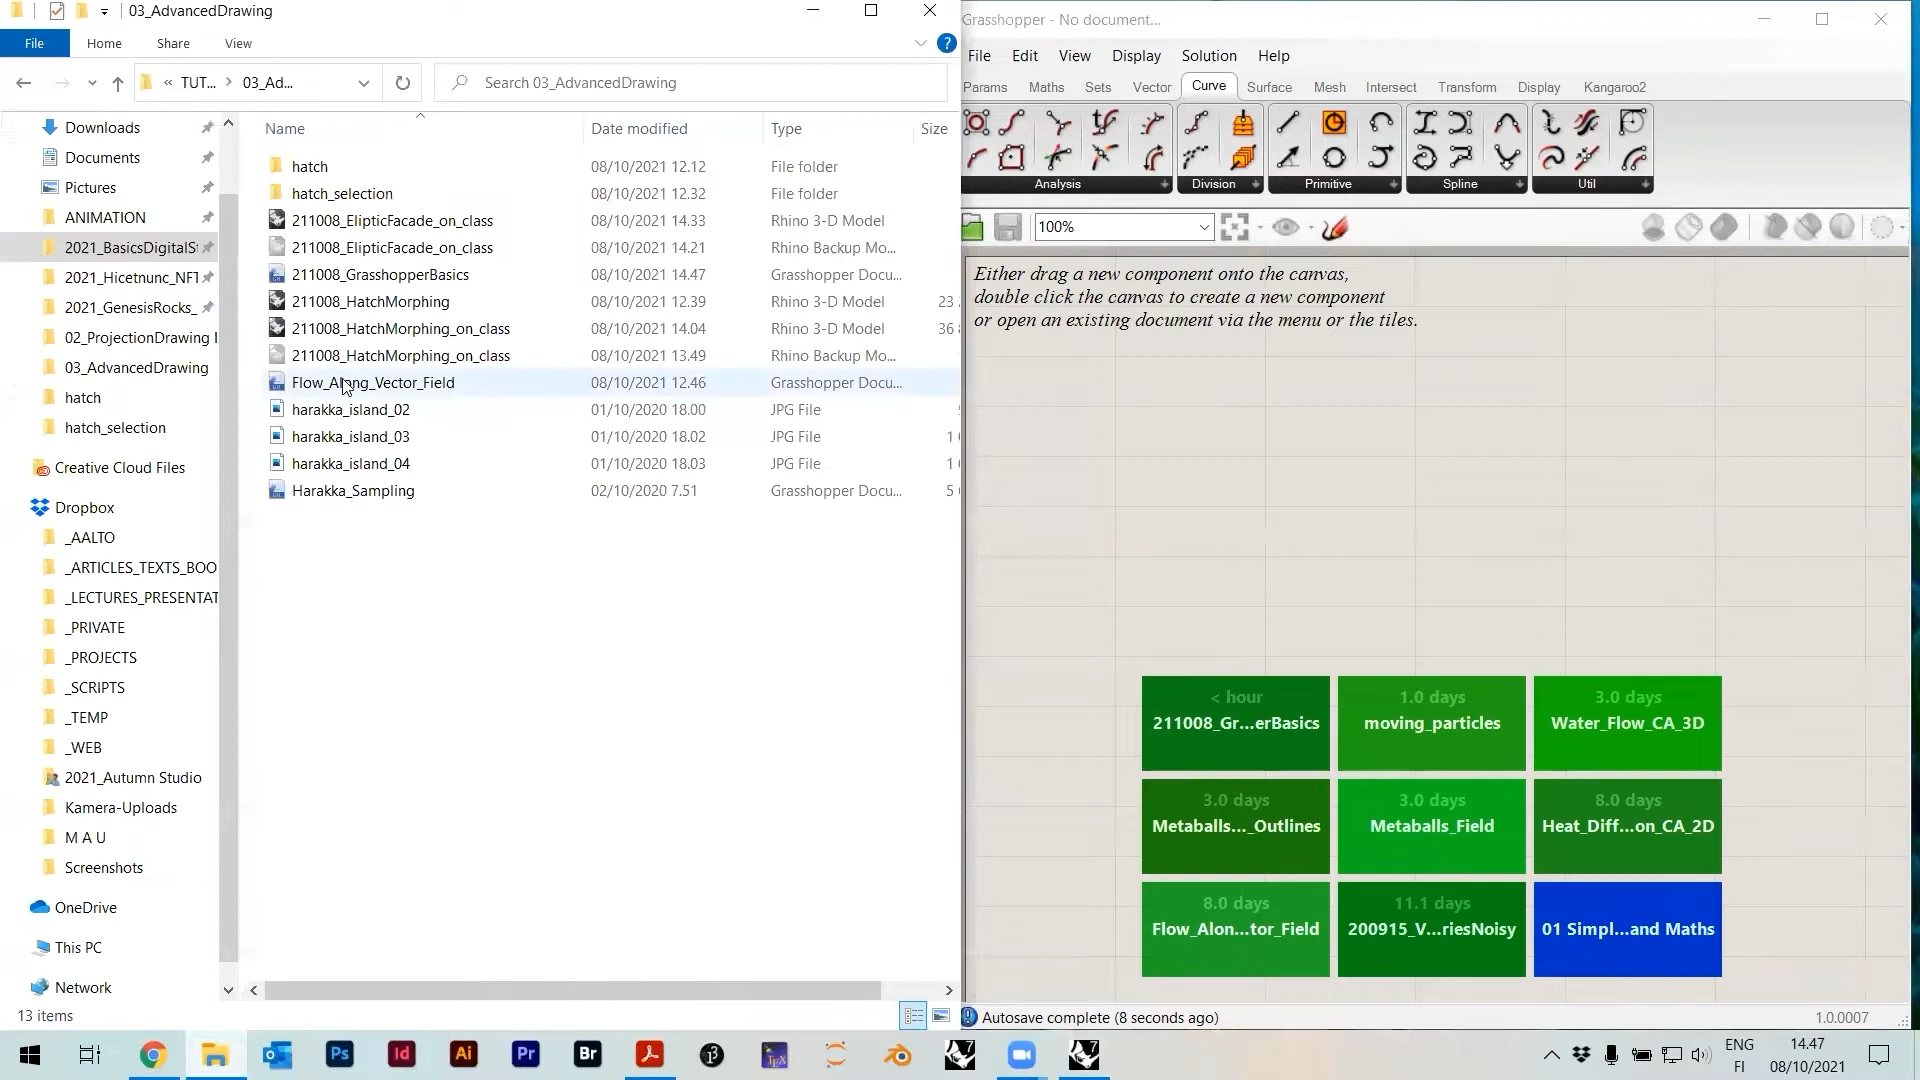 03_AdvancedDrawing
File Home Share View
TUT... 03_Ad... Search 03_AdvancedDrawing
Downloads
Documents
Pictures
ANIMATION
2021_BasicsDigitalS
2021_Hicetnunc_NFT
2021_GenesisRocks_
02_ProjectionDrawing
03_AdvancedDrawing
hatch
hatch_selection
Creative Cloud Files
Dropbox
_AALTO
_ARTICLES_TEXTS_BOO
_LECTURES_PRESENTAT
_PRIVATE
_PROJECTS
_SCRIPTS
_TEMP
_WEB
2021_Autumn Studio
Kamera-Uploads
M A U
Screenshots
OneDrive
This PC
Network
Name Date modified Type Size
hatch 08/10/2021 12.12 File folder
hatch_selection 08/10/2021 12.32 File folder
211008_ElipticFacade_on_class 08/10/2021 14.33 Rhino 3-D Model
211008_ElipticFacade_on_class 08/10/2021 14.21 Rhino Backup Mo...
211008_GrasshopperBasics 08/10/2021 14.47 Grasshopper Docu...
211008_HatchMorphing 08/10/2021 12.39 Rhino 3-D Model 23
211008_HatchMorphing_on_class 08/10/2021 14.04 Rhino 3-D Model 36
211008_HatchMorphing_on_class 08/10/2021 13.49 Rhino Backup Mo...
Flow_Along_Vector_Field 08/10/2021 12.46 Grasshopper Docu...
harakka_island_02 01/10/2020 18.00 JPG File
harakka_island_03 01/10/2020 18.02 JPG File 1
harakka_island_04 01/10/2020 18.03 JPG File 1
Harakka_Sampling 02/10/2020 7.51 Grasshopper Docu... 5
13 items
Grasshopper - No document...
File Edit View Display Solution Help
Params Maths Sets Vector Curve Surface Mesh Intersect Transform Display Kangaroo2
Analysis Division Primitive Spline Util
100%
Either drag a new component onto the canvas,
double click the canvas to create a new component
or open an existing document via the menu or the tiles.
< hour
211008_Gr...erBasics
1.0 days
moving_particles
3.0 days
Water_Flow_CA_3D
3.0 days
Metaballs..._Outlines
3.0 days
Metaballs_Field
8.0 days
Heat_Diff...on_CA_2D
8.0 days
Flow_Alon...tor_Field
11.1 days
200915_V...riesNoisy
01 Simpl...and Maths
Autosave complete (8 seconds ago) 1.0.0007
Ps Id Ai Pr Br
ENG
FI
14.47
08/10/2021